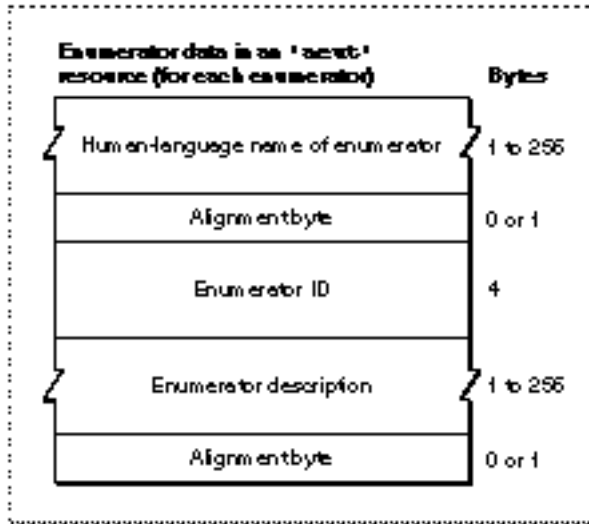 Enumerator data in an 'aeut'
resource (for each enumerator) Bytes
Human-language name of enumerator 1 to 256
Alignment byte 0 or 1
Enumerator ID 4
Enumerator description 1 to 256
Alignment byte 0 or 1